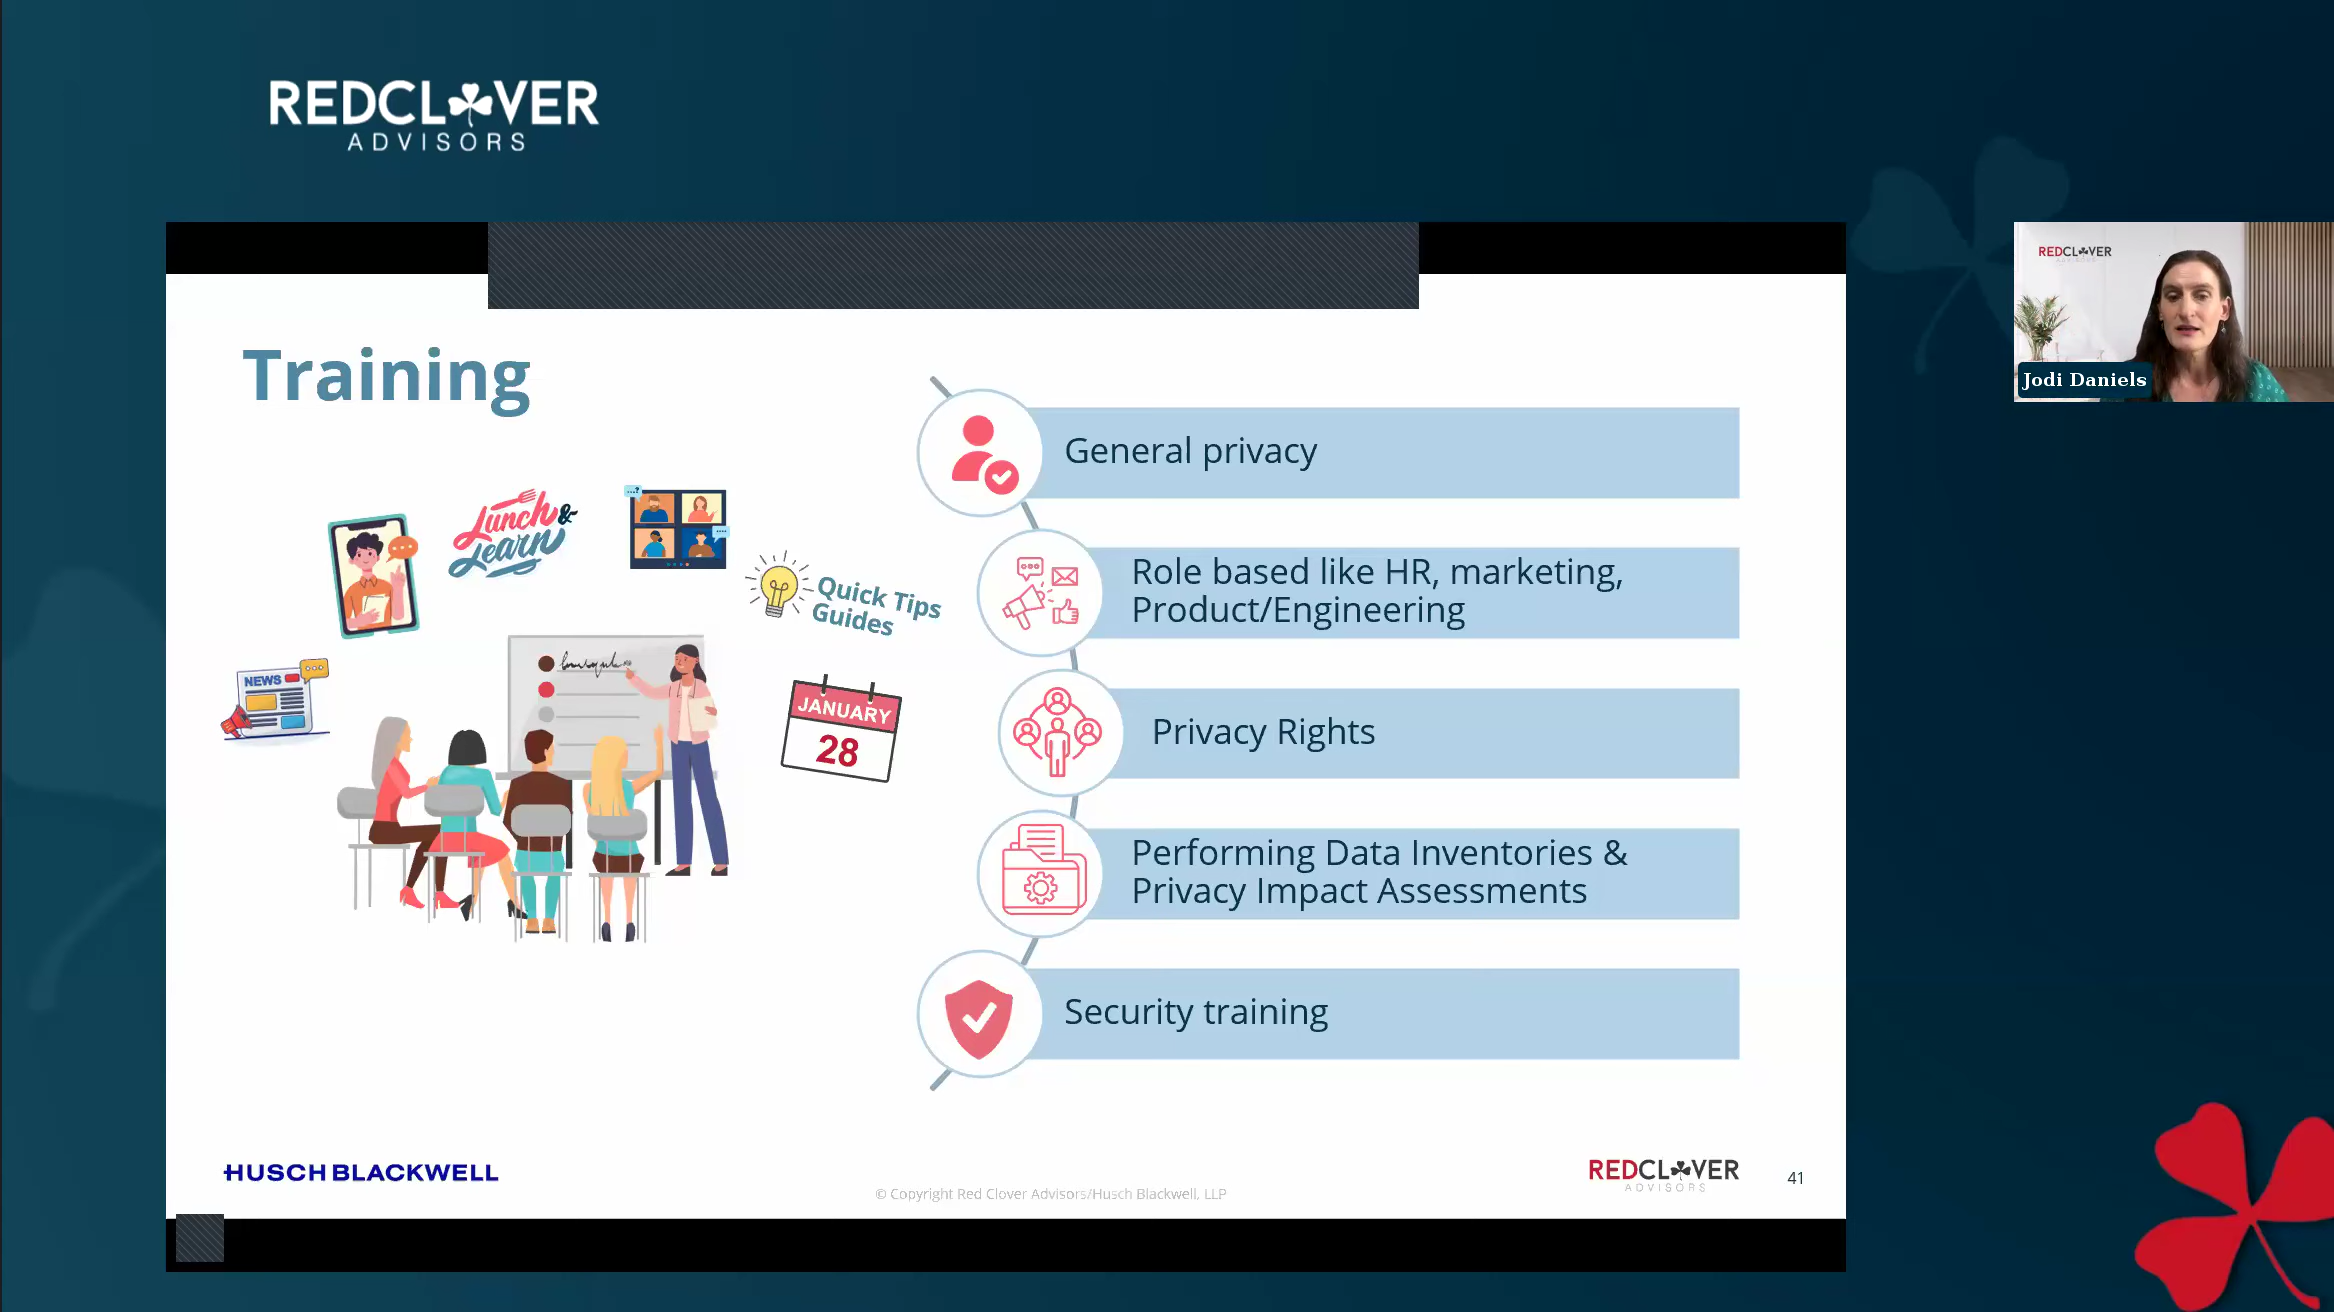 REDCLOVER
ADVISORS
REDCLOVER
Jodi Daniels
Training
Lunch &
Learn
Quick Tips
Guides
NEWS
JANUARY
28
General privacy
Role based like HR, marketing,
Product/Engineering
Privacy Rights
Performing Data Inventories &
Privacy Impact Assessments
Security training
HUSCH BLACKWELL
© Copyright Red Clover Advisors/Husch Blackwell, LLP
REDCLOVER
ADVISORS
41